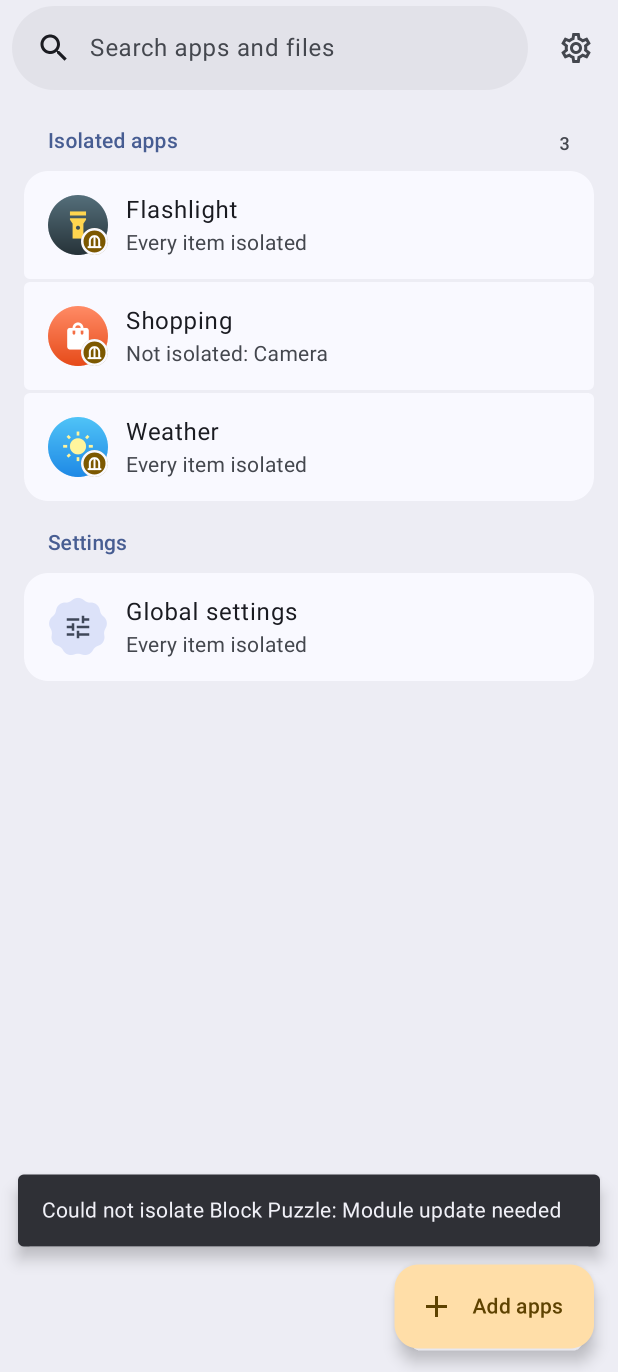 Search apps and files
Isolated apps
3
Flashlight
Every item isolated
Shopping
Not isolated: Camera
Weather
Every item isolated
Settings
Global settings
Every item isolated
Could not isolate Block Puzzle: Module update needed
Add apps